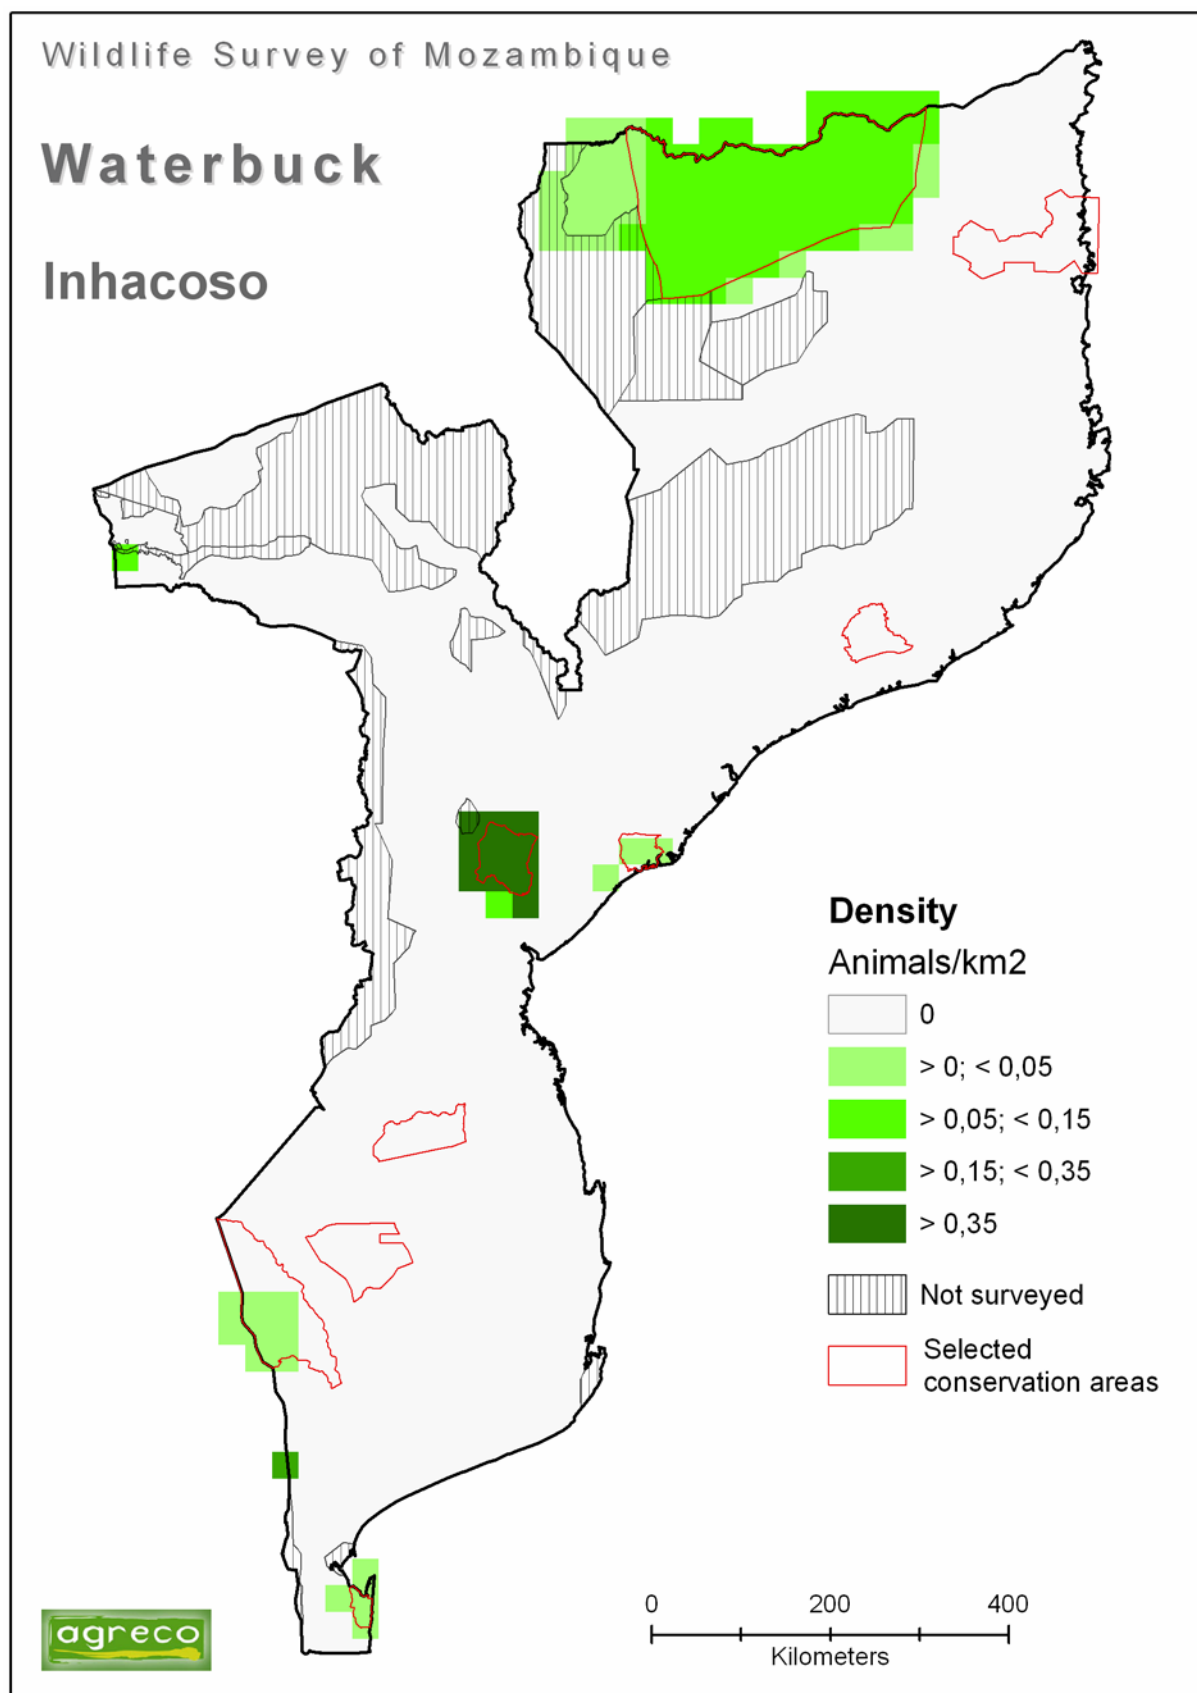 Wildlife Survey of Mozambique
Waterbuck
Inhacoso
Density
Animals/km2
0
> 0; < 0,05
> 0,05; < 0,15
> 0,15; < 0,35
> 0,35
Not surveyed
Selected
conservation areas
0 200 400
Kilometers
agreco